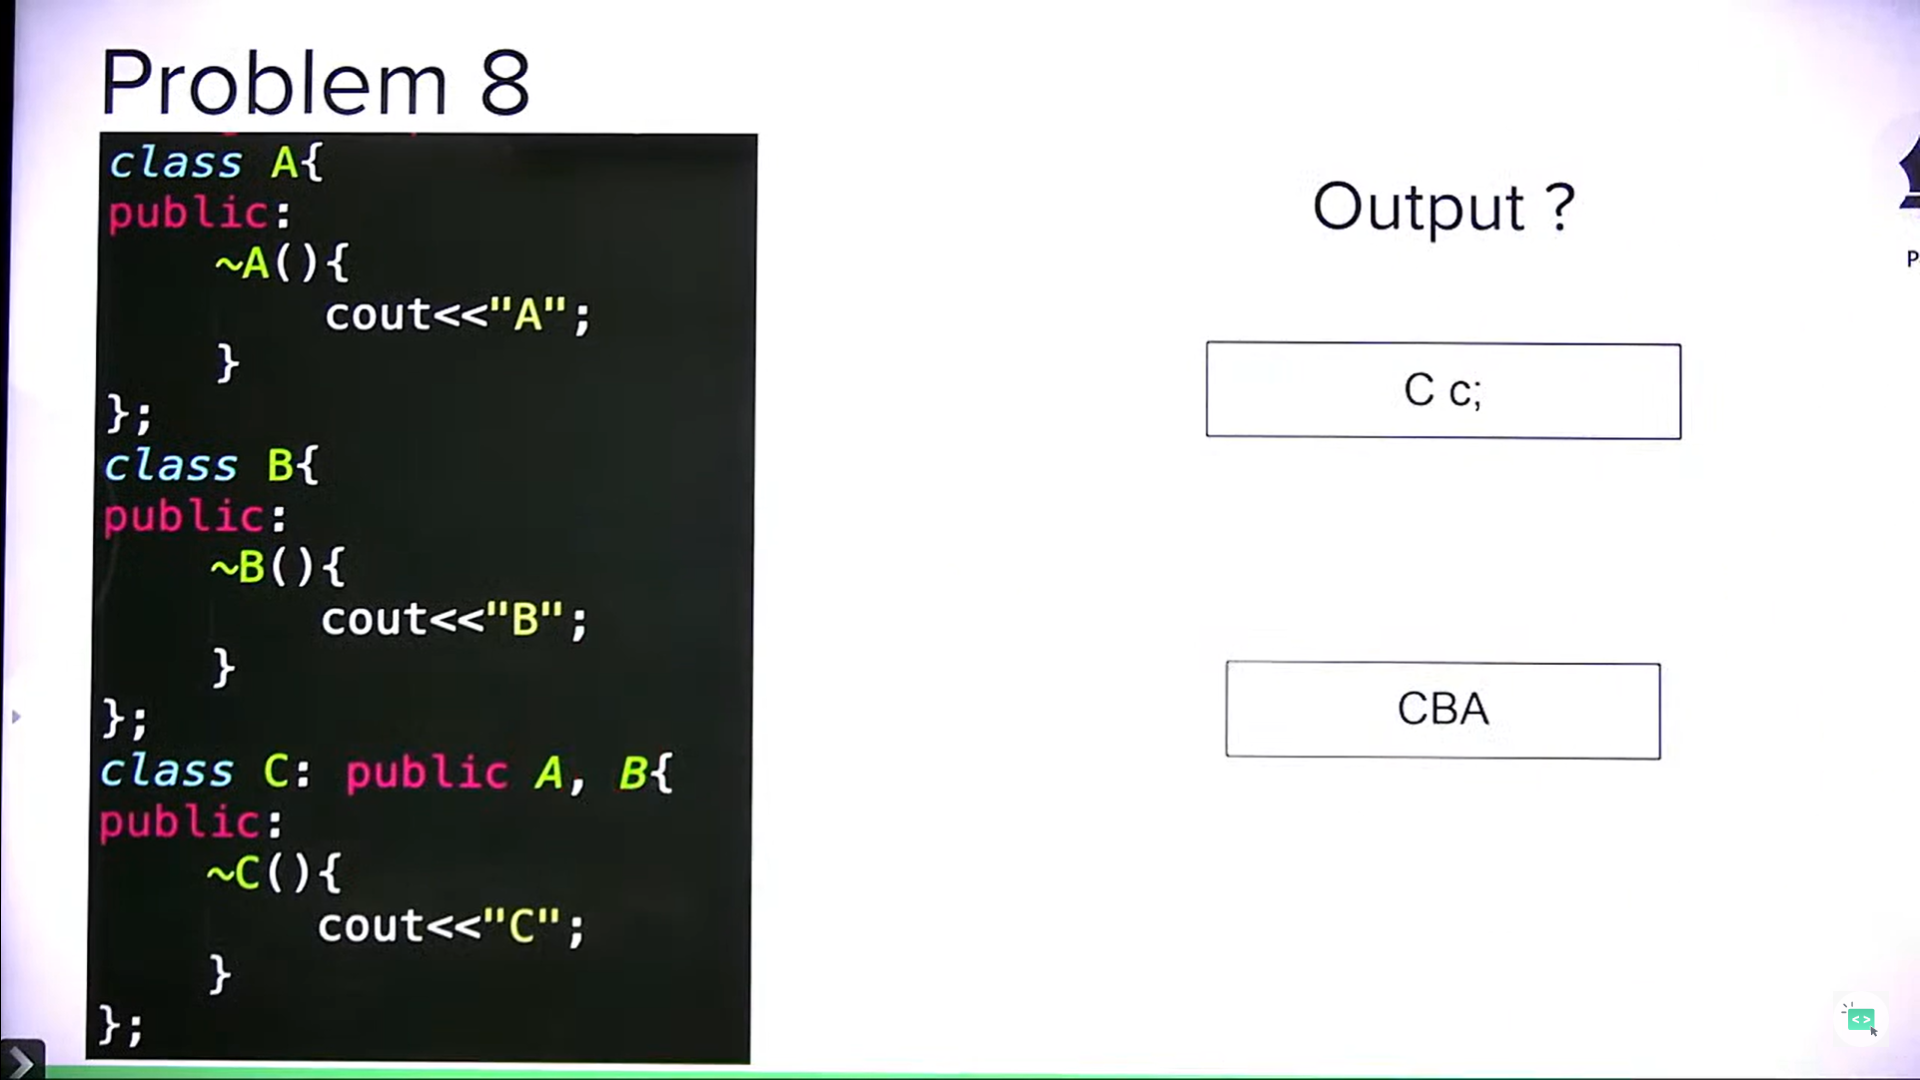 Problem 8
class A{
public:
~A(){
cout<<"A";
}
};
class B{
public:
~B(){
cout<<"B";
}
};
class C: public A, B{
public:
~C(){
cout<<"C";
}
};
Output ?
C c;
CBA
P